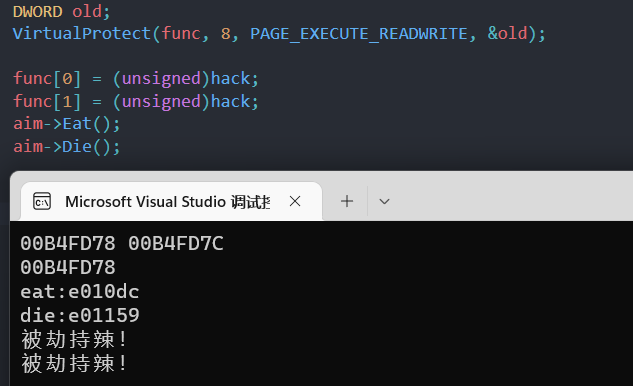 DWORD old;
VirtualProtect(func, 8, PAGE_EXECUTE_READWRITE, &old);
func[0] = (unsigned)hack;
func[1] = (unsigned)hack;
aim->Eat();
aim->Die();
Microsoft Visual Studio 调试控
00B4FD78 00B4FD7C
00B4FD78
eat:e010dc
die:e01159
被劫持辣!
被劫持辣!